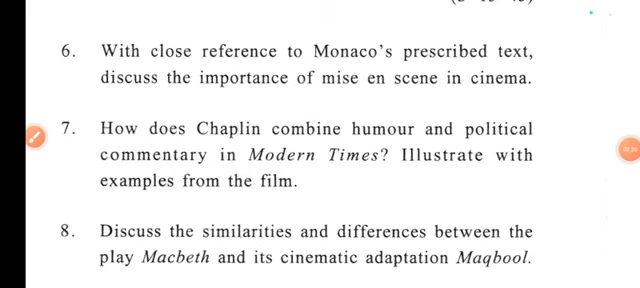 6. With close reference to Monaco's prescribed text,
discuss the importance of mise en scene in cinema.
7. How does Chaplin combine humour and political
commentary in Modern Times? Illustrate with
examples from the film.
8. Discuss the similarities and differences between the
play Macbeth and its cinematic adaptation Maqbool.